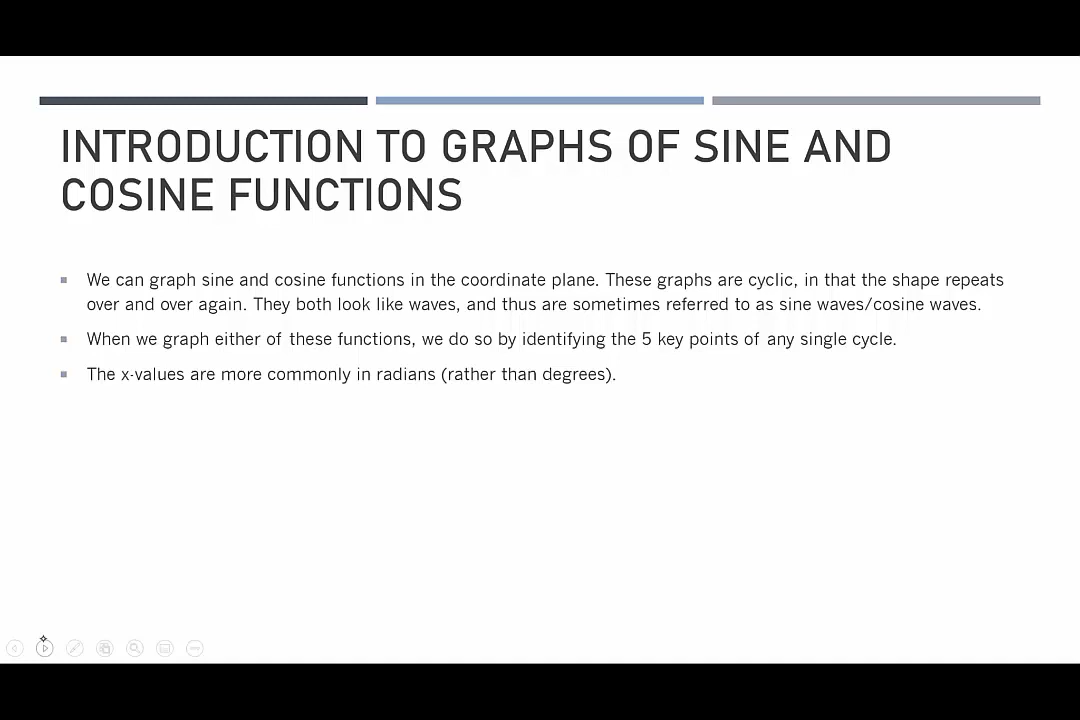 INTRODUCTION TO GRAPHS OF SINE AND
COSINE FUNCTIONS
▪ We can graph sine and cosine functions in the coordinate plane. These graphs are cyclic, in that the shape repeats
over and over again. They both look like waves, and thus are sometimes referred to as sine waves/cosine waves.
▪ When we graph either of these functions, we do so by identifying the 5 key points of any single cycle.
▪ The x-values are more commonly in radians (rather than degrees).